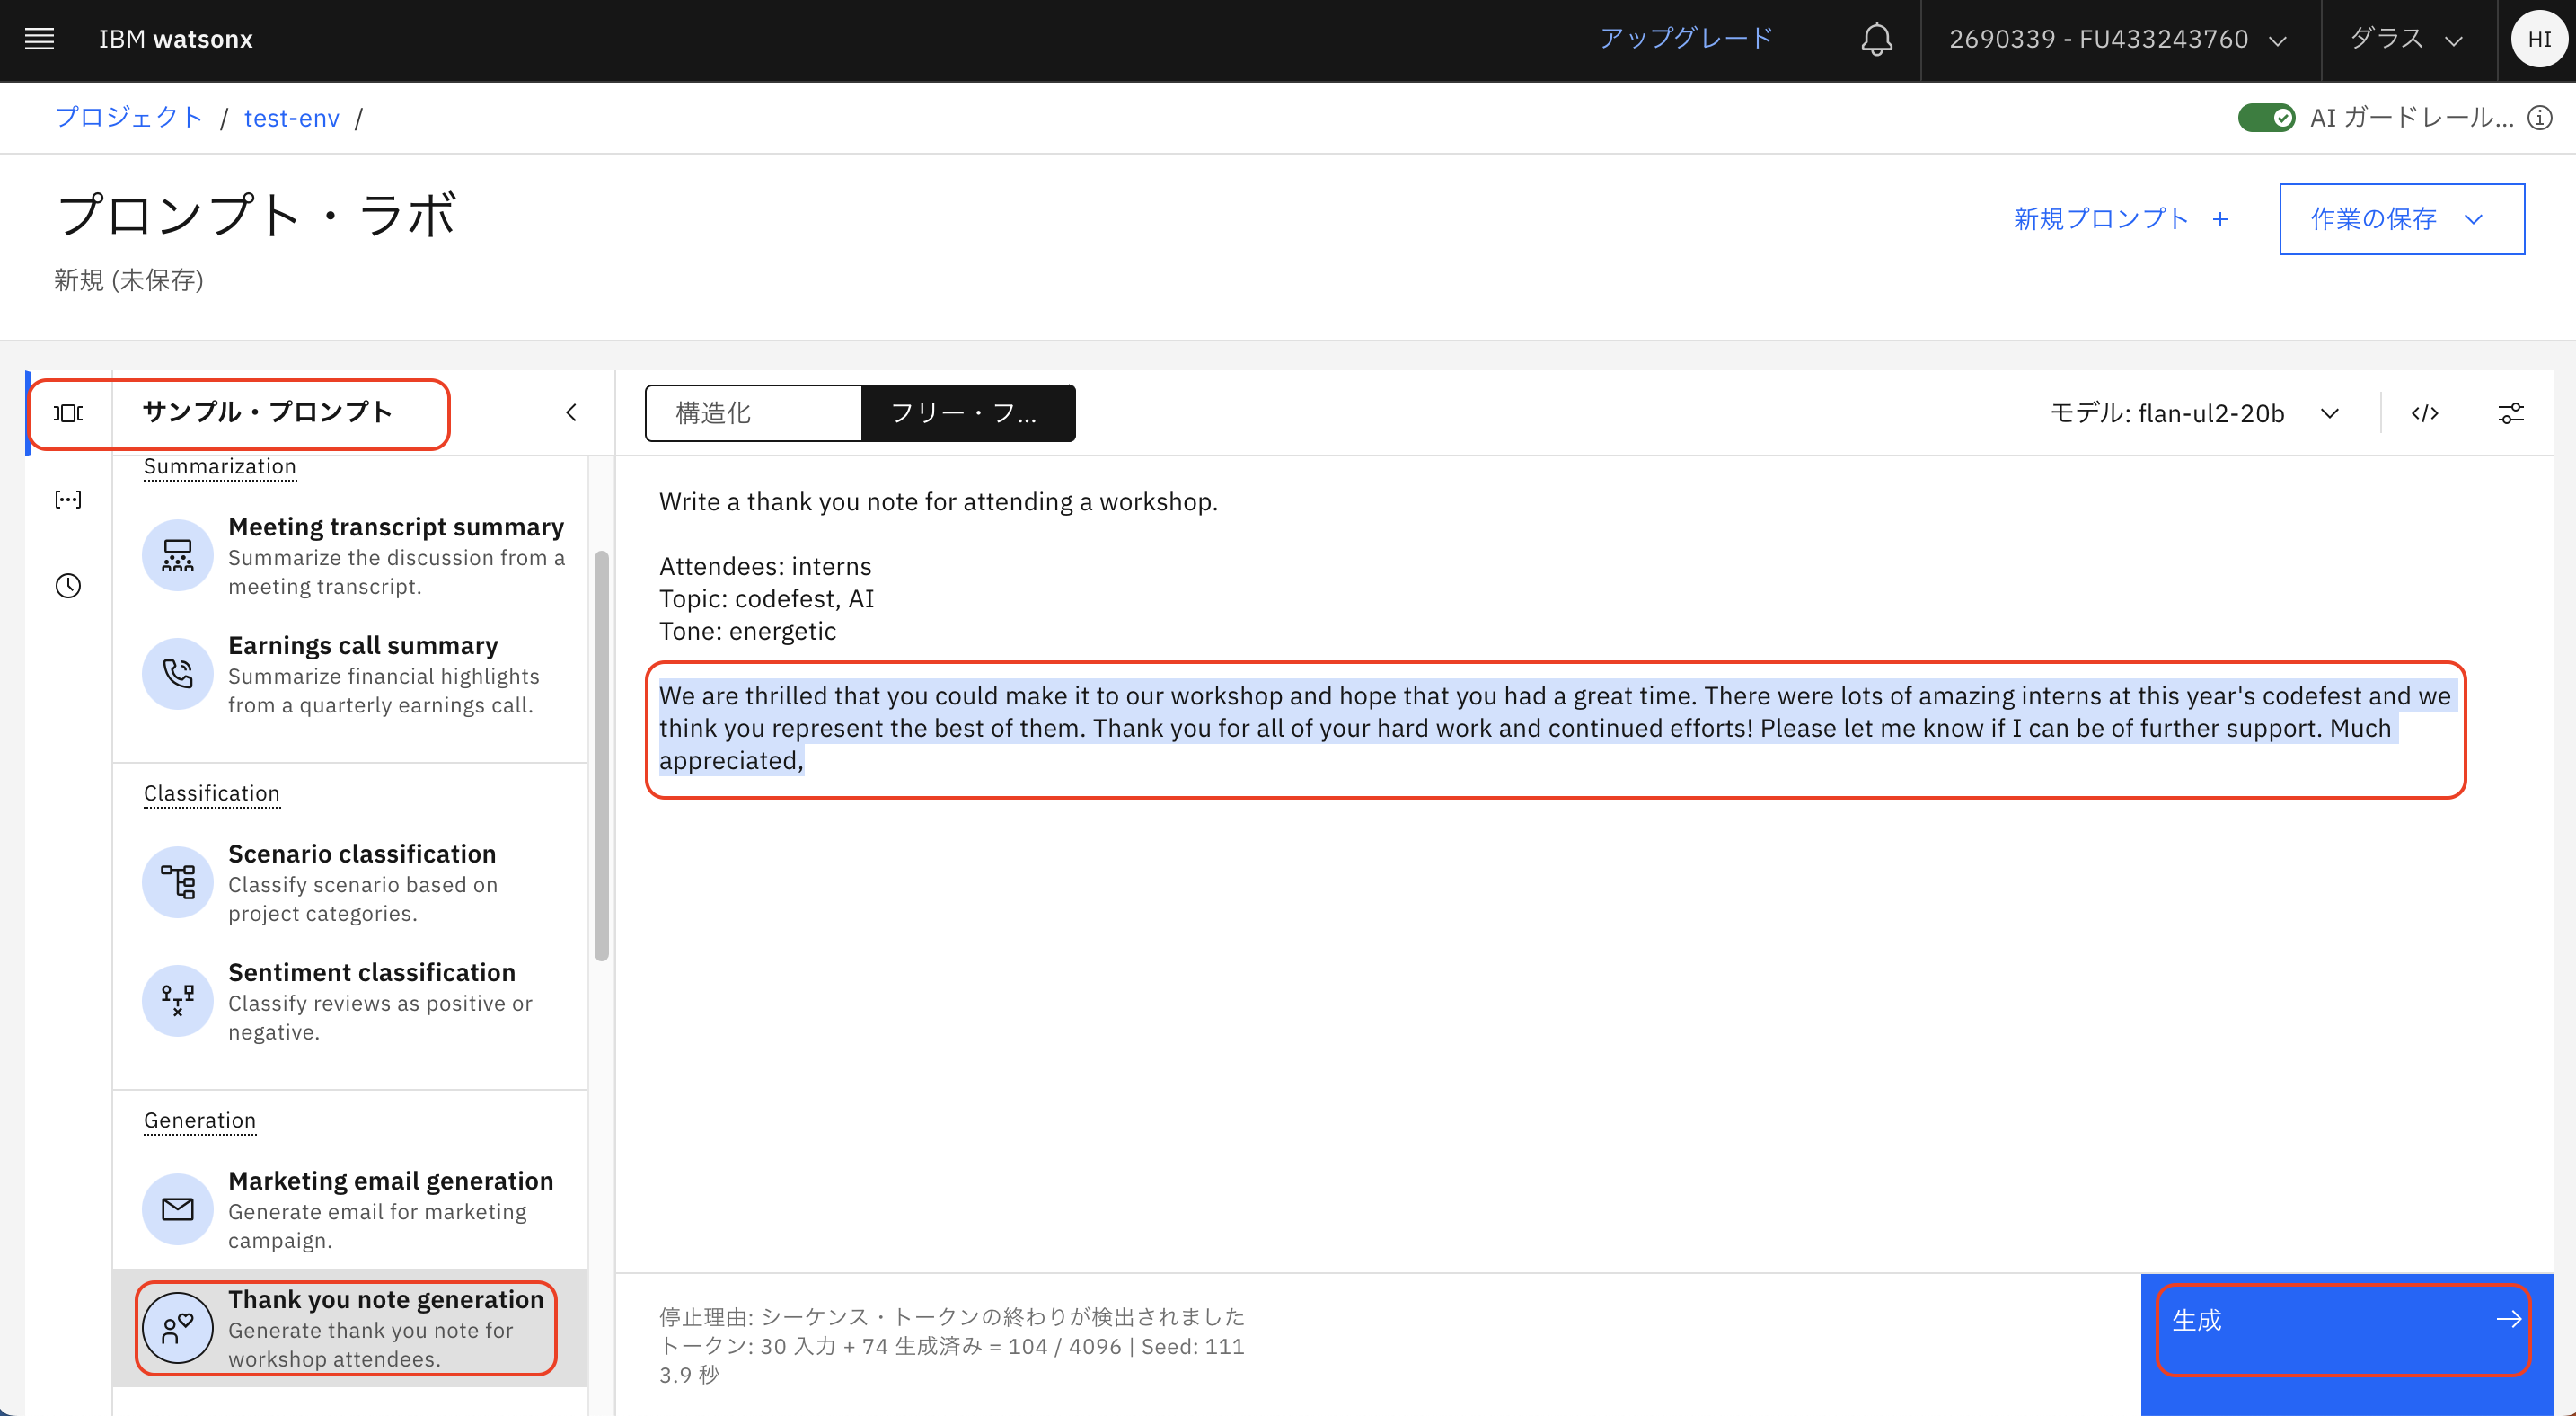 IBM watsonx
アップグレード
2690339 - FU433243760
ダラス
HI
プロジェクト / test-env /
AI ガードレール...
プロンプト・ラボ
新規 (未保存)
新規プロンプト +
作業の保存
サンプル・プロンプト
Summarization
Meeting transcript summary
Summarize the discussion from a
meeting transcript.
Earnings call summary
Summarize financial highlights
from a quarterly earnings call.
Classification
Scenario classification
Classify scenario based on
project categories.
Sentiment classification
Classify reviews as positive or
negative.
Generation
Marketing email generation
Generate email for marketing
campaign.
Thank you note generation
Generate thank you note for
workshop attendees.
構造化
フリー・フ...
モデル: flan-ul2-20b
Write a thank you note for attending a workshop.
Attendees: interns
Topic: codefest, AI
Tone: energetic
We are thrilled that you could make it to our workshop and hope that you had a great time. There were lots of amazing interns at this year's codefest and we
think you represent the best of them. Thank you for all of your hard work and continued efforts! Please let me know if I can be of further support. Much
appreciated,
停止理由: シーケンス・トークンの終わりが検出されました
トークン: 30 入力 + 74 生成済み = 104 / 4096 | Seed: 111
3.9 秒
生成